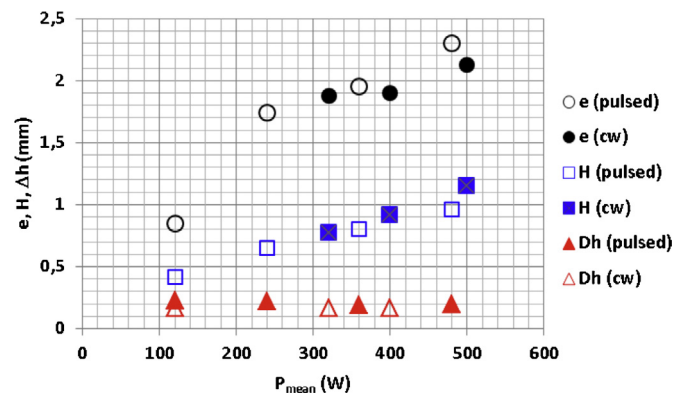 2,5
2
1,5
1
0,5
0
e, H, Δh (mm)
0 100 200 300 400 500 600
P_mean (W)
e (pulsed)
e (cw)
H (pulsed)
H (cw)
Dh (pulsed)
Dh (cw)